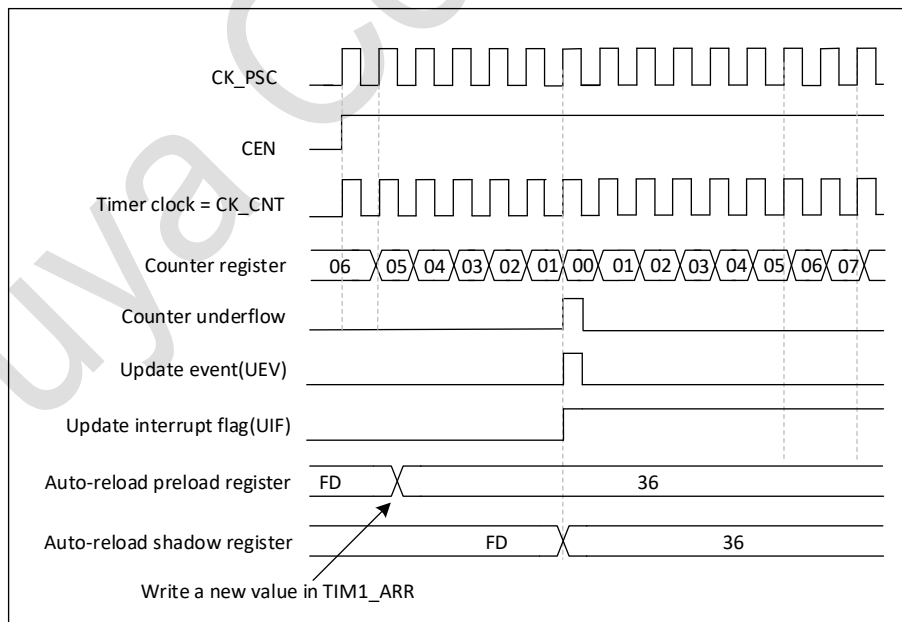 CK_PSC
CEN
Timer clock = CK_CNT
Counter register 06 05 04 03 02 01 00 01 02 03 04 05 06 07
Counter underflow
Update event(UEV)
Update interrupt flag(UIF)
Auto-reload preload register FD 36
Auto-reload shadow register FD 36
Write a new value in TIM1_ARR